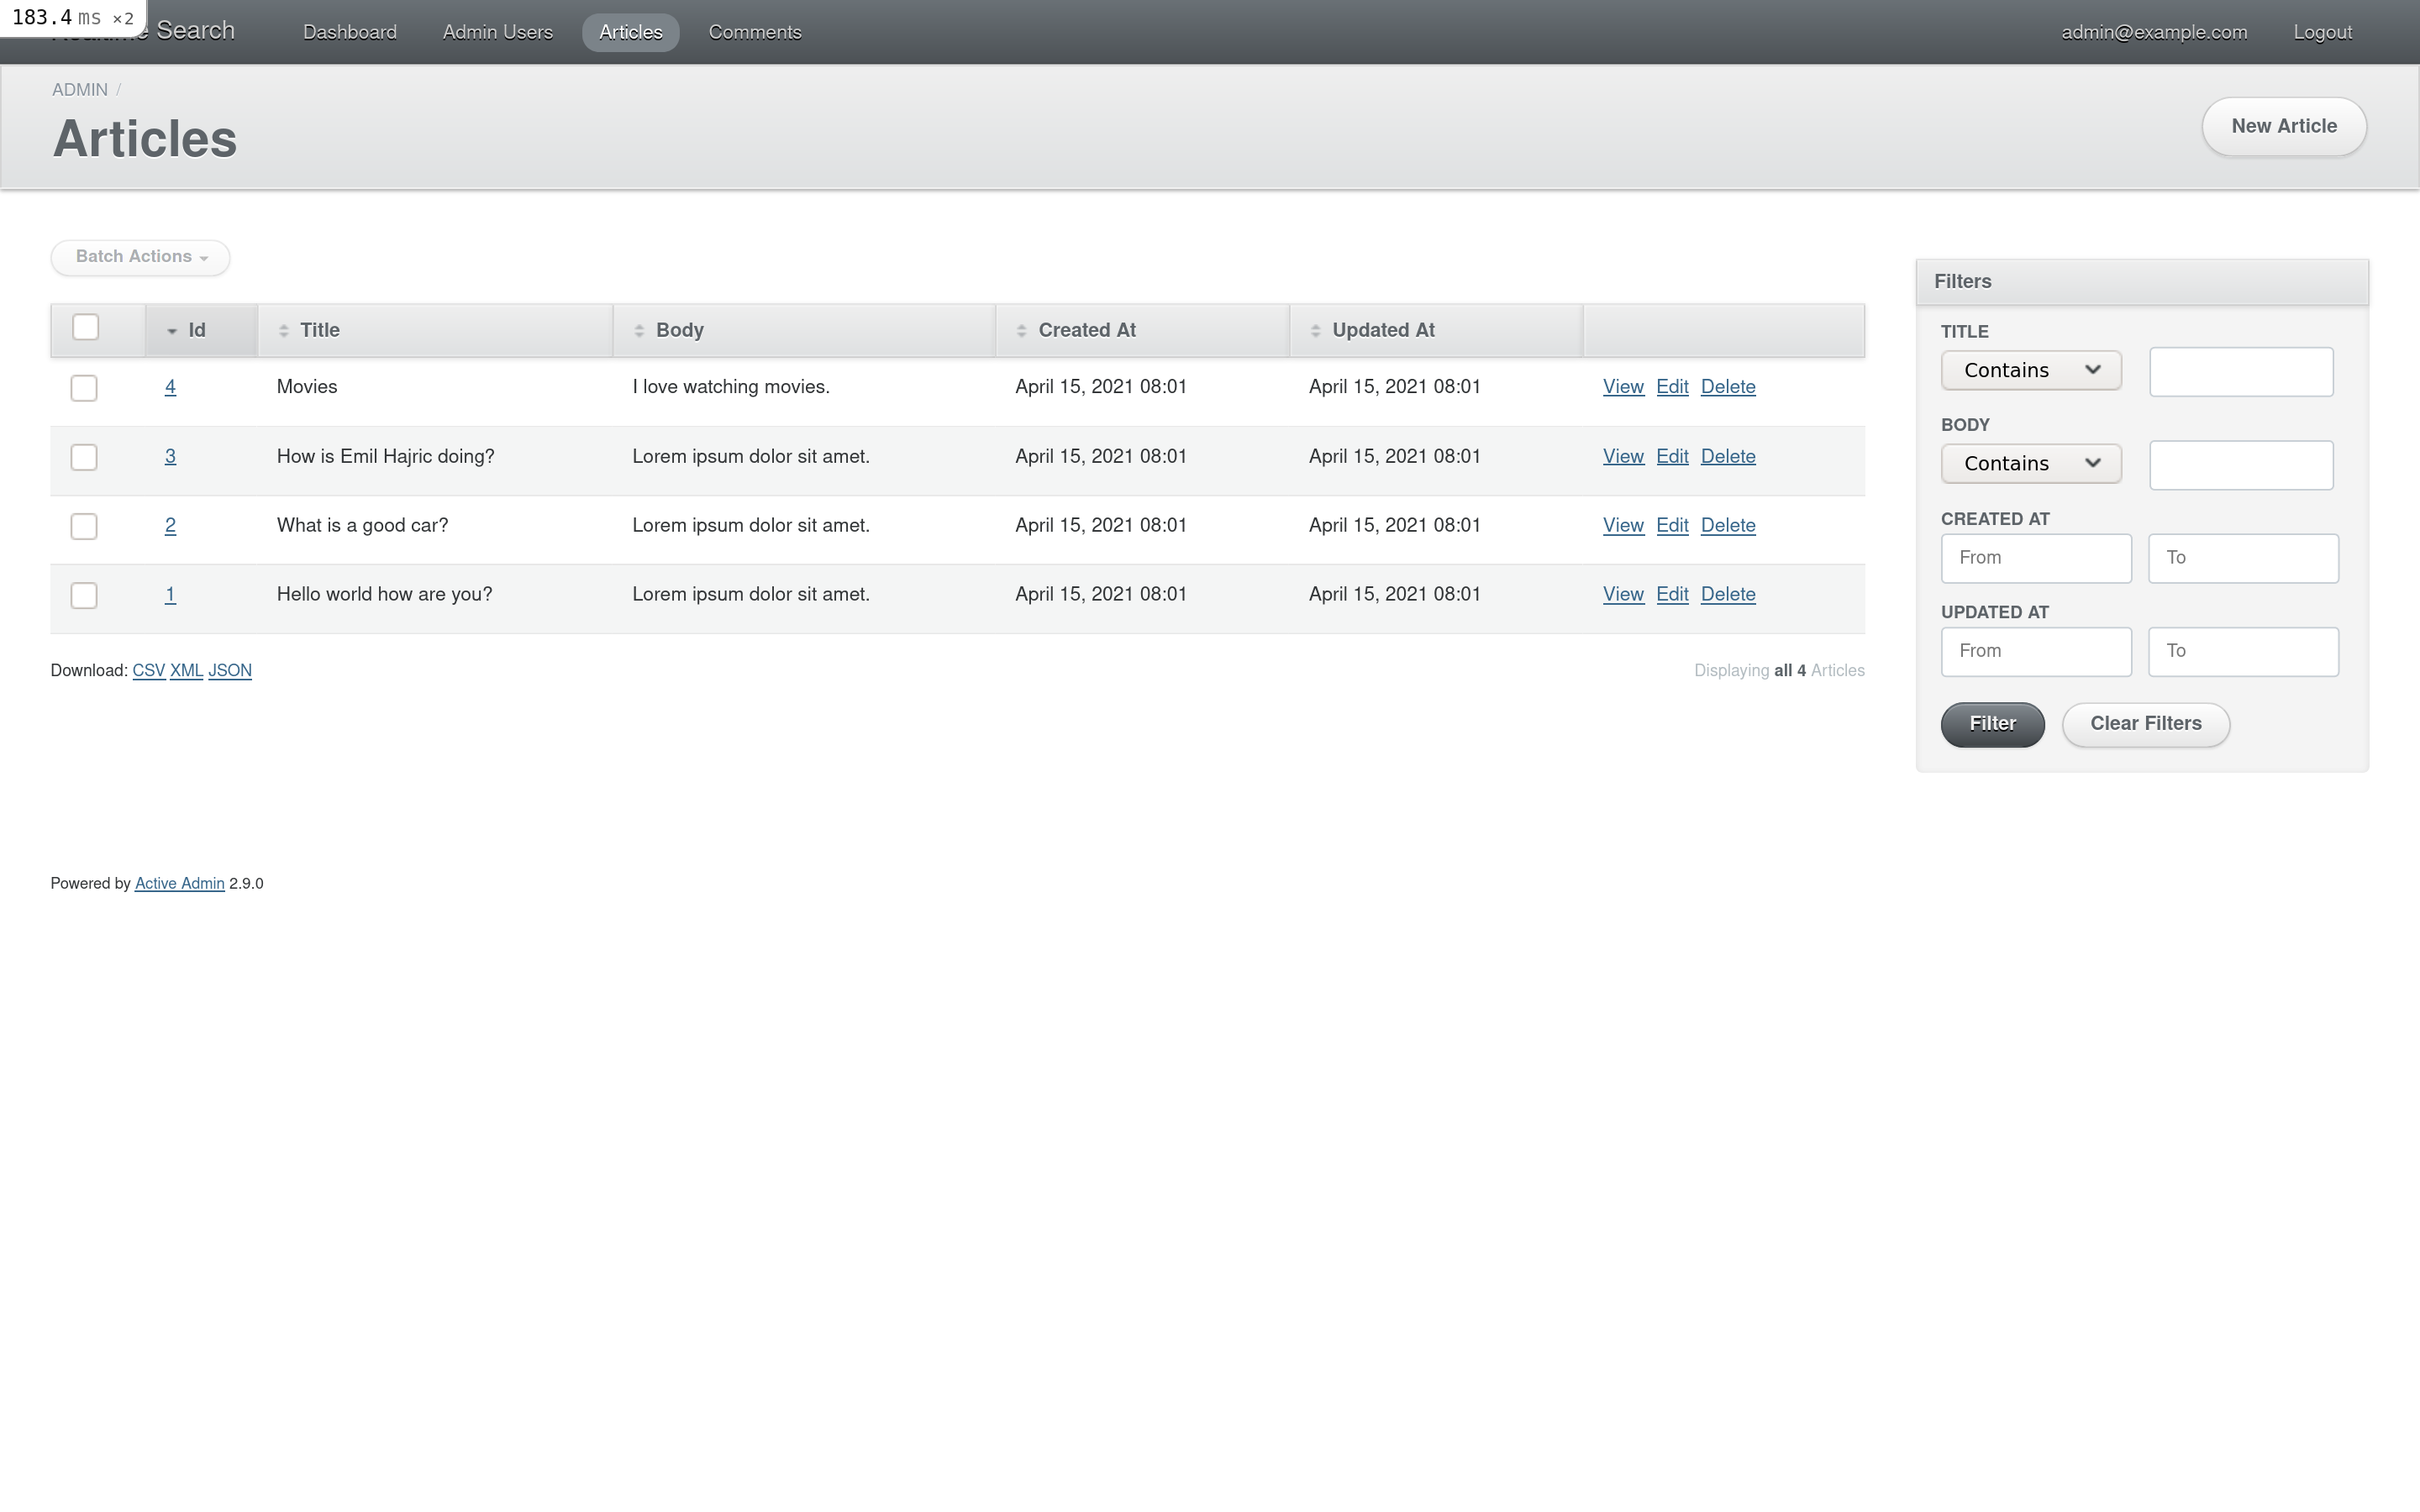 183.4 ms ×2
Search Dashboard Admin Users Articles Comments admin@example.com Logout
ADMIN /
Articles
New Article
Batch Actions
Id Title Body Created At Updated At
4 Movies I love watching movies. April 15, 2021 08:01 April 15, 2021 08:01 View Edit Delete
3 How is Emil Hajric doing? Lorem ipsum dolor sit amet. April 15, 2021 08:01 April 15, 2021 08:01 View Edit Delete
2 What is a good car? Lorem ipsum dolor sit amet. April 15, 2021 08:01 April 15, 2021 08:01 View Edit Delete
1 Hello world how are you? Lorem ipsum dolor sit amet. April 15, 2021 08:01 April 15, 2021 08:01 View Edit Delete
Download: CSV XML JSON
Displaying all 4 Articles
Filters
TITLE
Contains
BODY
Contains
CREATED AT
From To
UPDATED AT
From To
Filter Clear Filters
Powered by Active Admin 2.9.0